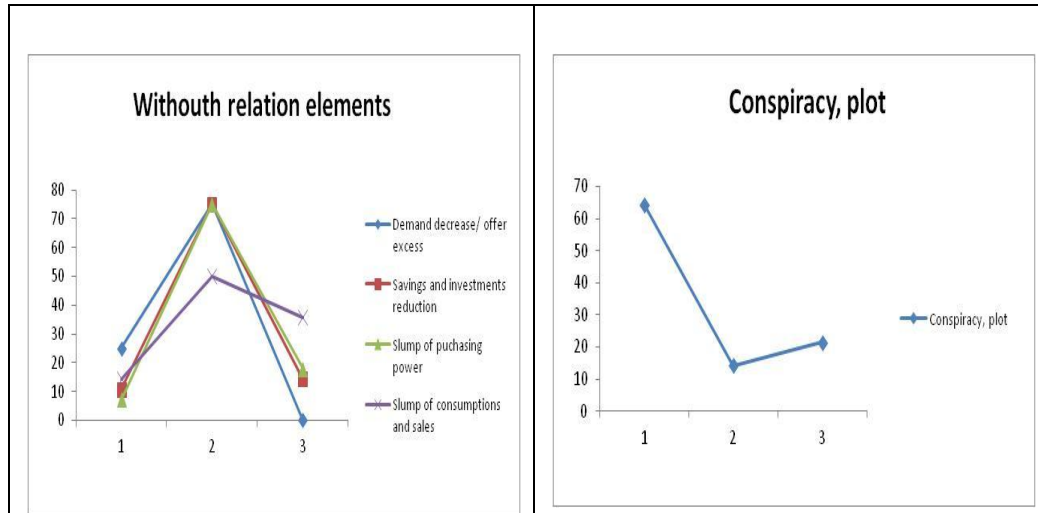 Withouth relation elements
80
70
60
50
40
30
20
10
0
1 2 3
Demand decrease/ offer
excess
Savings and investments
reduction
Slump of puchasing
power
Slump of consumptions
and sales
Conspiracy, plot
70
60
50
40
30
20
10
0
1 2 3
Conspiracy, plot